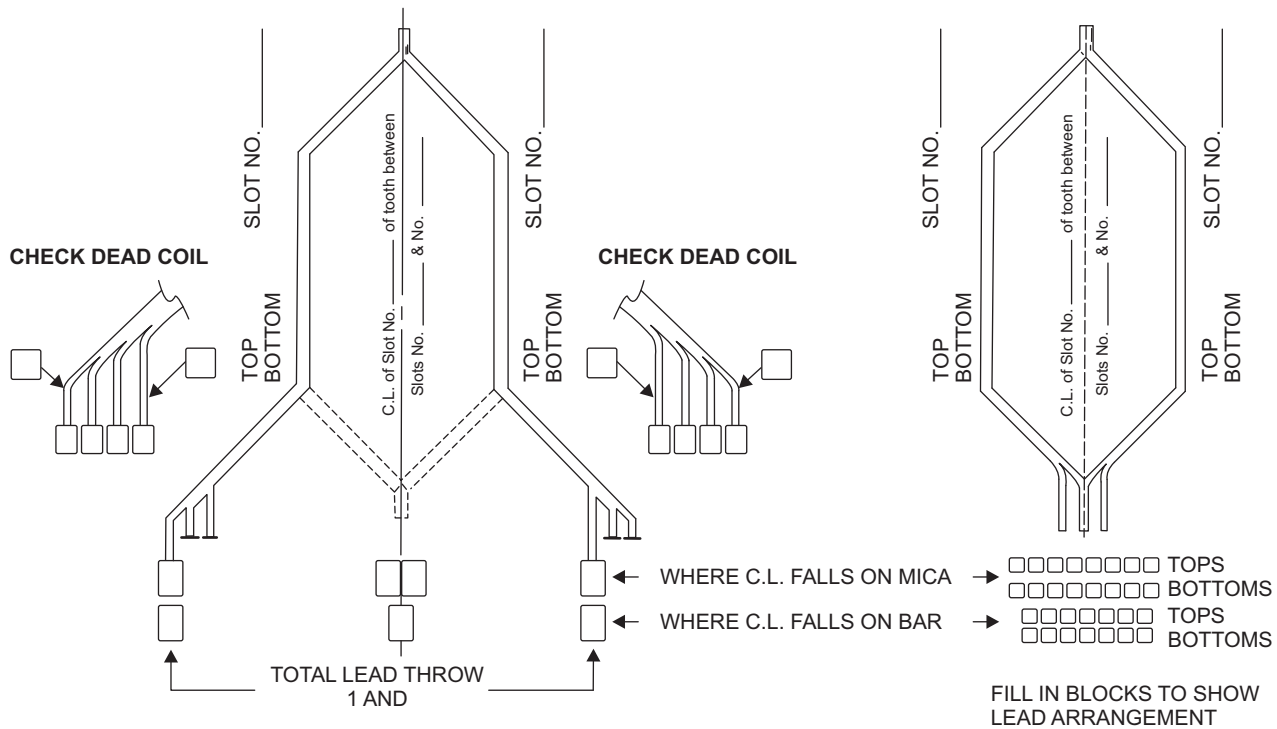 SLOT NO.
SLOT NO.
SLOT NO.
SLOT NO.
C.L. of Slot No. of tooth between
Slots No. & No.
C.L. of Slot No. of tooth between
Slots No. & No.
CHECK DEAD COIL
CHECK DEAD COIL
TOP
BOTTOM
TOP
BOTTOM
TOP
BOTTOM
TOP
BOTTOM
WHERE C.L. FALLS ON MICA
TOPS
BOTTOMS
WHERE C.L. FALLS ON BAR
TOPS
BOTTOMS
TOTAL LEAD THROW
1 AND
FILL IN BLOCKS TO SHOW
LEAD ARRANGEMENT